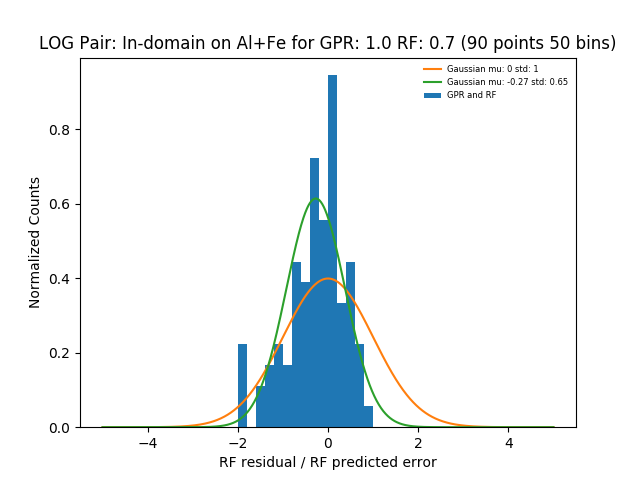 LOG Pair: In-domain on Al+Fe for GPR: 1.0 RF: 0.7 (90 points 50 bins)
Gaussian mu: 0 std: 1
Gaussian mu: -0.27 std: 0.65
GPR and RF
Normalized Counts
0.8
0.6
0.4
0.2
0.0
−4 −2 0 2 4
RF residual / RF predicted error